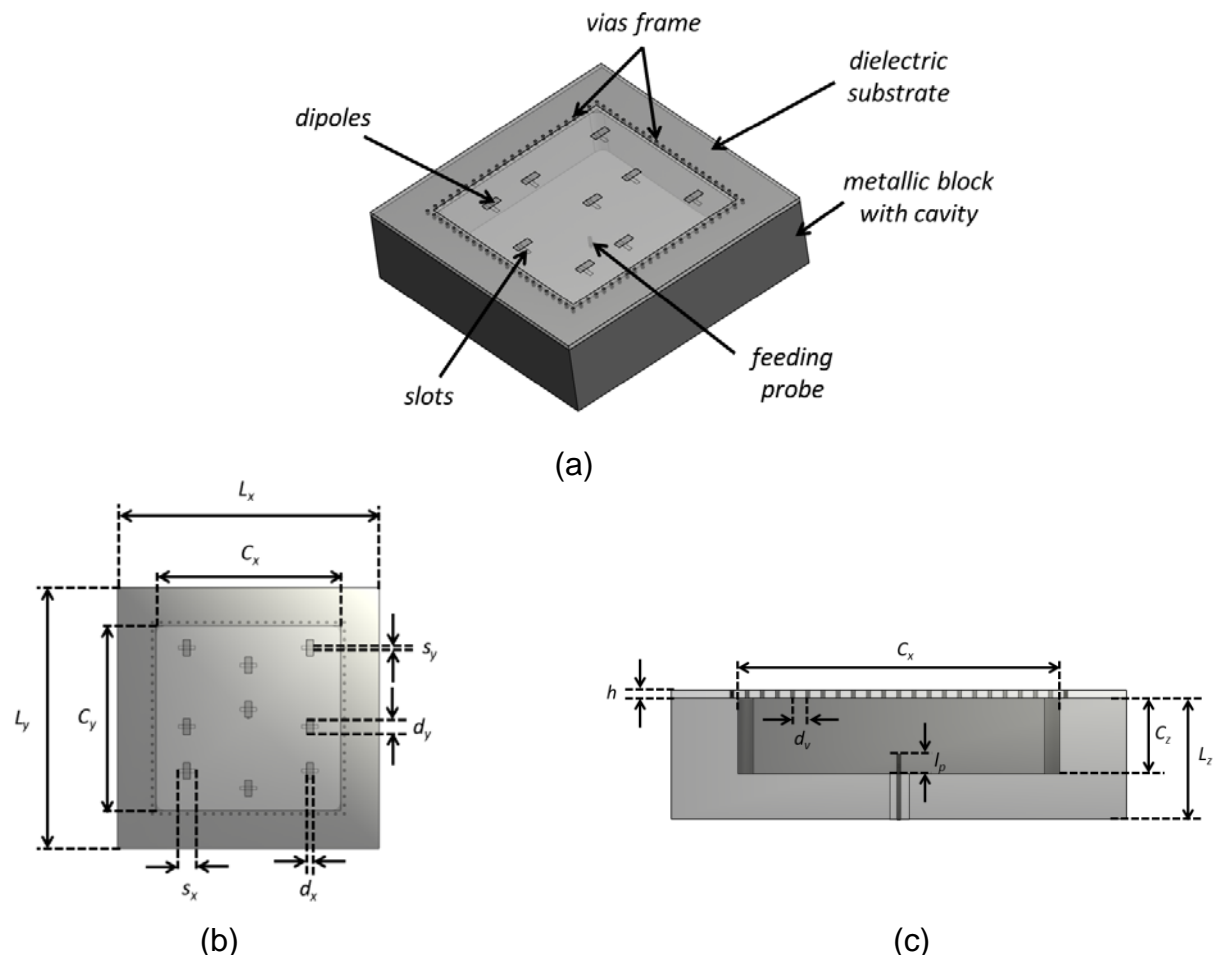 vias frame
dielectric
substrate
dipoles
metallic block
with cavity
feeding
probe
slots
(a)
Lx
Cx
sy
Ly
Cy
dy
sx
dx
(b)
Cx
h
dv
lp
Cz
Lz
(c)